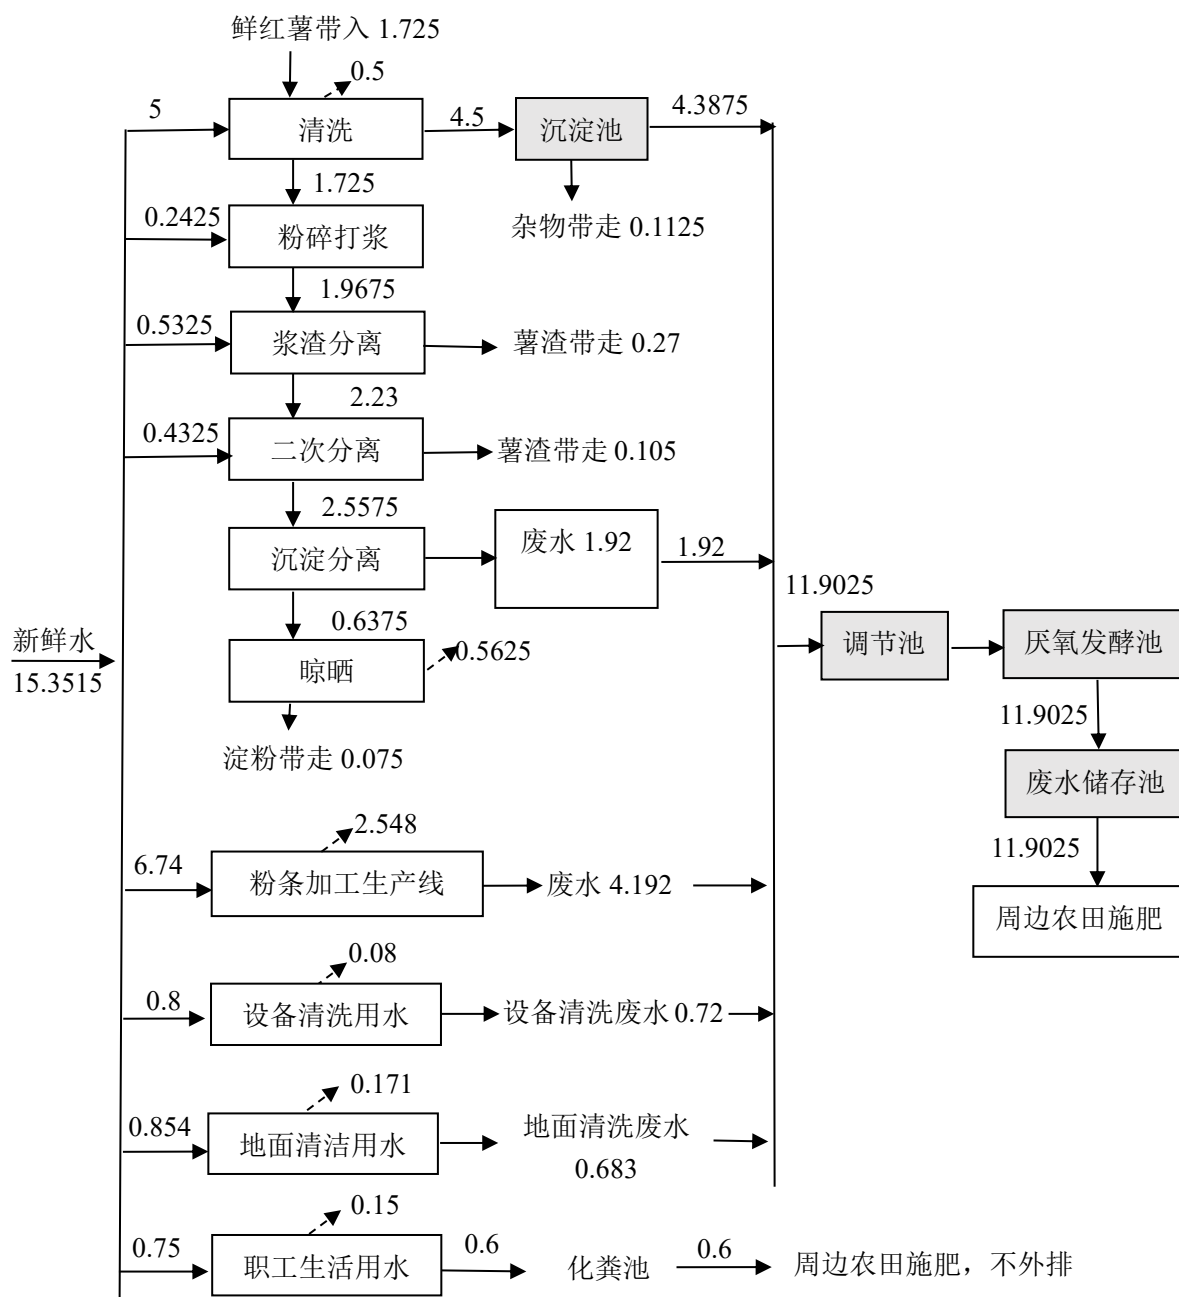 鲜红薯带入 1.725
0.5
5
清洗
4.5
沉淀池
4.3875
1.725
杂物带走 0.1125
0.2425
粉碎打浆
1.9675
0.5325
浆渣分离
薯渣带走 0.27
2.23
0.4325
二次分离
薯渣带走 0.105
2.5575
沉淀分离
废水 1.92
1.92
0.6375
晾晒
0.5625
淀粉带走 0.075
新鲜水
15.3515
11.9025
调节池
厌氧发酵池
11.9025
废水储存池
11.9025
周边农田施肥
2.548
6.74
粉条加工生产线
废水 4.192
0.08
0.8
设备清洗用水
设备清洗废水 0.72
0.171
0.854
地面清洁用水
地面清洗废水
0.683
0.15
0.75
职工生活用水
0.6
化粪池
0.6
周边农田施肥，不外排